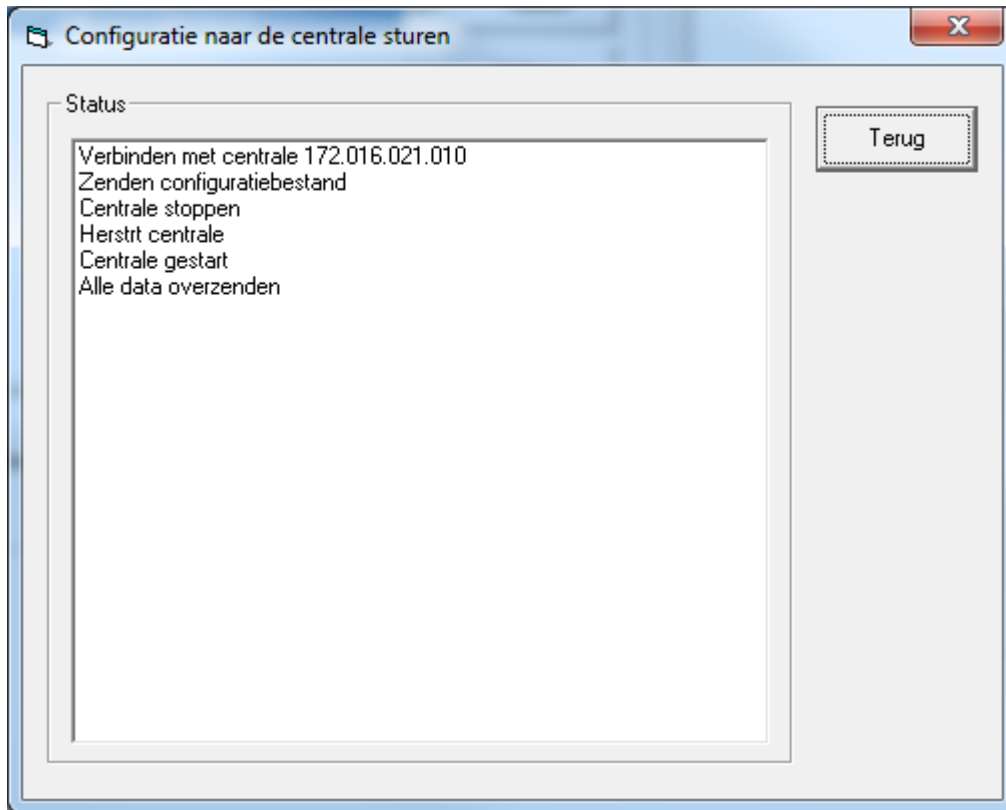 Configuratie naar de centrale sturen
Status
Terug
Verbinden met centrale 172.016.021.010
Zenden configuratiebestand
Centrale stoppen
Herstrt centrale
Centrale gestart
Alle data overzenden